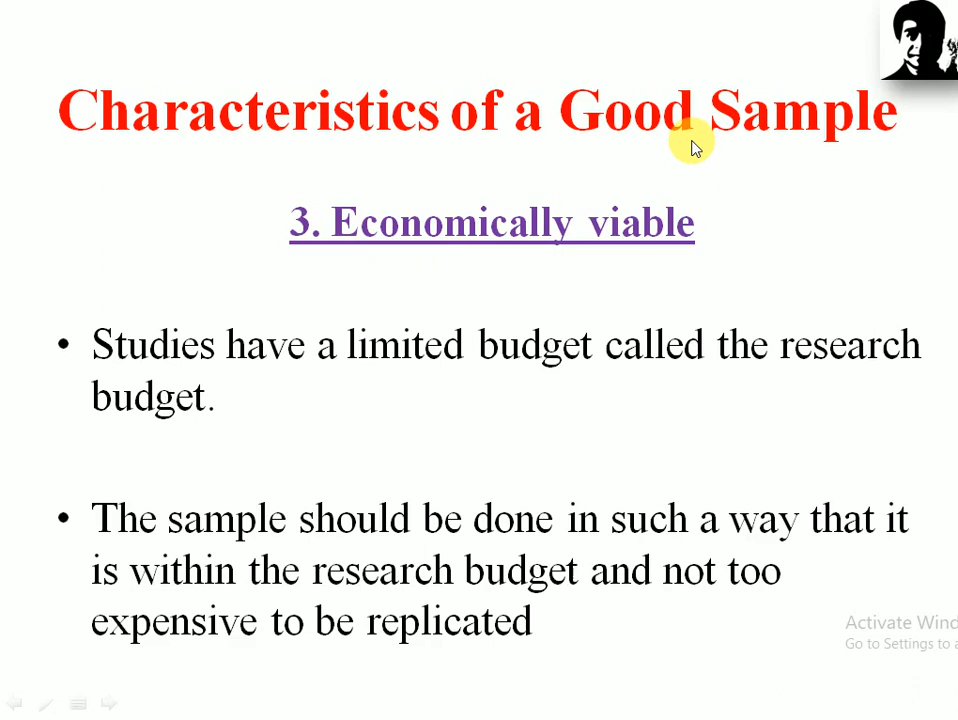 Characteristics of a Good Sample
3. Economically viable
• Studies have a limited budget called the research
budget.
• The sample should be done in such a way that it
is within the research budget and not too
expensive to be replicated
Activate Wind
Go to Settings to a